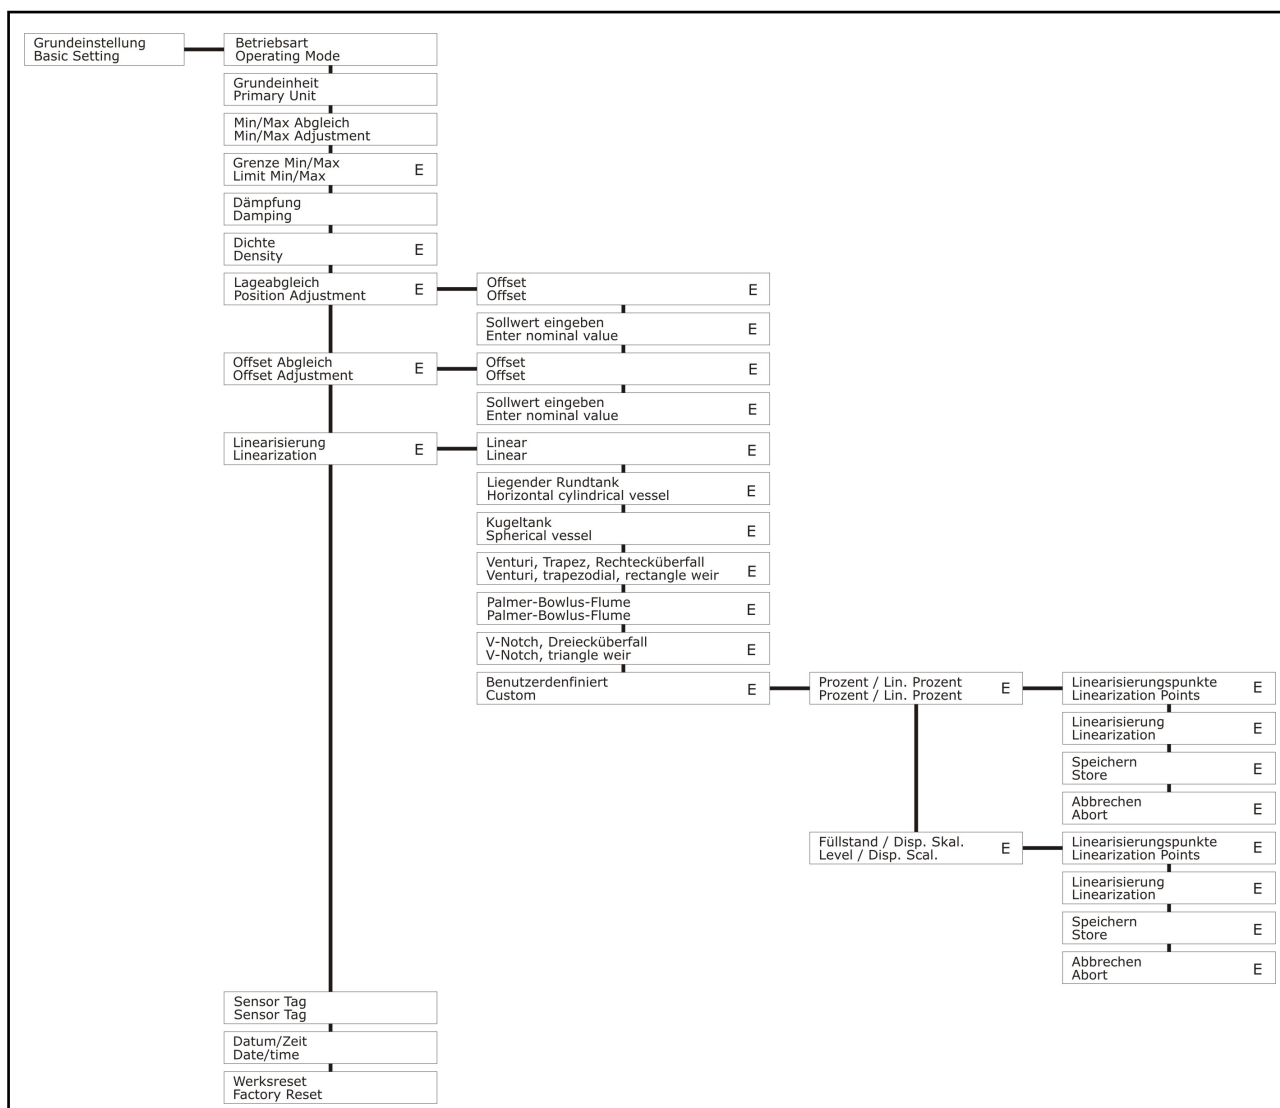 Grundeinstellung
Basic Setting
Betriebsart
Operating Mode
Grundeinheit
Primary Unit
Min/Max Abgleich
Min/Max Adjustment
Grenze Min/Max
Limit Min/Max
E
Dämpfung
Damping
Dichte
Density
E
Lageabgleich
Position Adjustment
E
Offset
Offset
E
Sollwert eingeben
Enter nominal value
E
Offset Abgleich
Offset Adjustment
E
Offset
Offset
E
Sollwert eingeben
Enter nominal value
E
Linearisierung
Linearization
E
Linear
Linear
E
Liegender Rundtank
Horizontal cylindrical vessel
E
Kugeltank
Spherical vessel
E
Venturi, Trapez, Rechtecküberfall
Venturi, trapezodial, rectangle weir
E
Palmer-Bowlus-Flume
Palmer-Bowlus-Flume
E
V-Notch, Dreiecküberfall
V-Notch, triangle weir
E
Benutzerdenfiniert
Custom
E
Prozent / Lin. Prozent
Prozent / Lin. Prozent
E
Linearisierungspunkte
Linearization Points
E
Linearisierung
Linearization
E
Speichern
Store
E
Abbrechen
Abort
E
Füllstand / Disp. Skal.
Level / Disp. Scal.
E
Linearisierungspunkte
Linearization Points
E
Linearisierung
Linearization
E
Speichern
Store
E
Abbrechen
Abort
E
Sensor Tag
Sensor Tag
Datum/Zeit
Date/time
Werksreset
Factory Reset